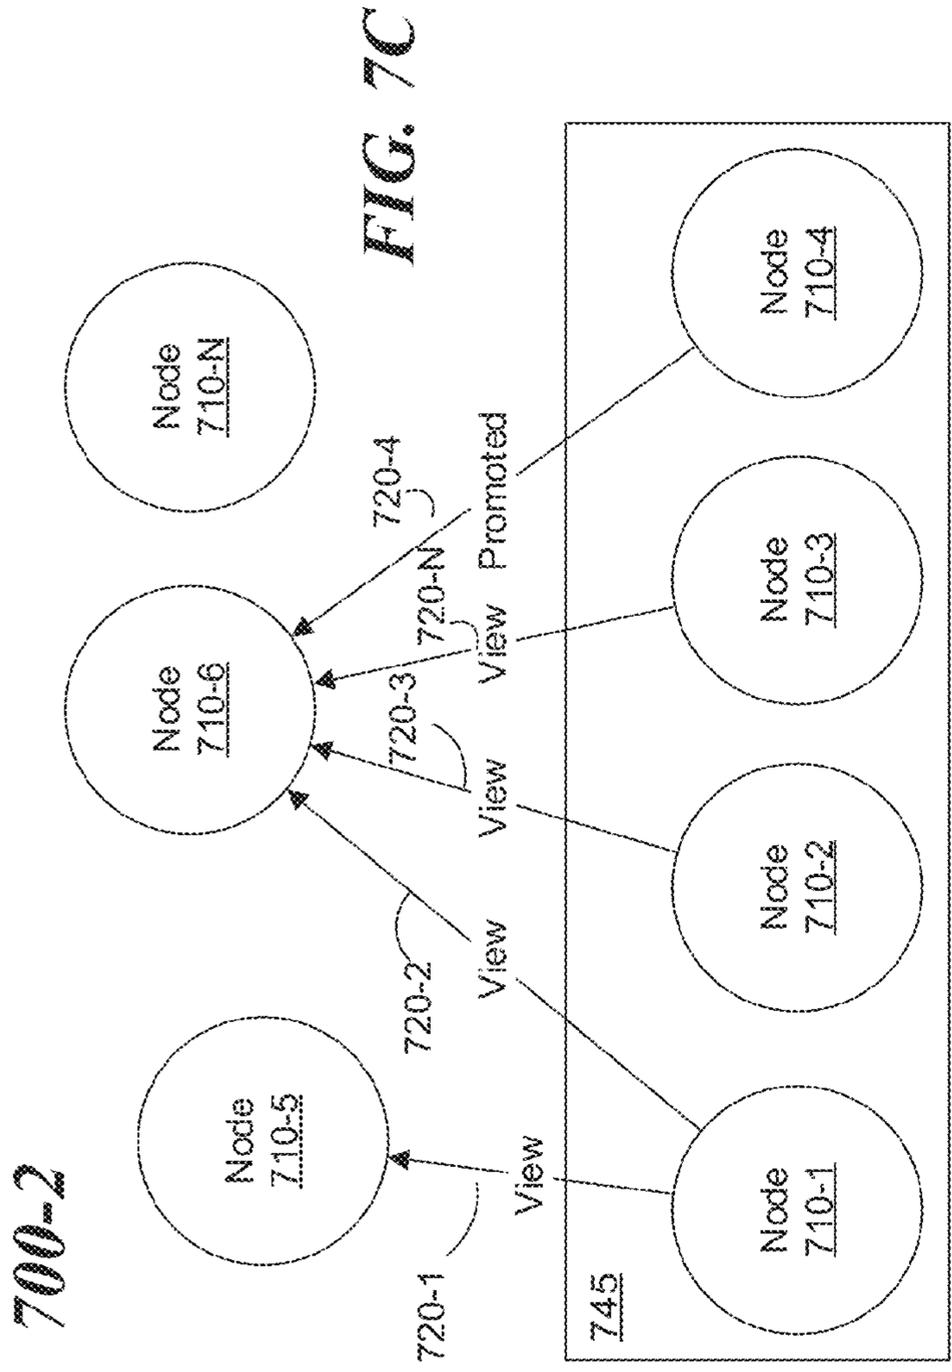 700-2
Node
710-5
Node
710-6
Node
710-N
720-1
View
720-2
View
720-3
View
720-N
View
720-4
Promoted
FIG. 7C
745
Node
710-1
Node
710-2
Node
710-3
Node
710-4